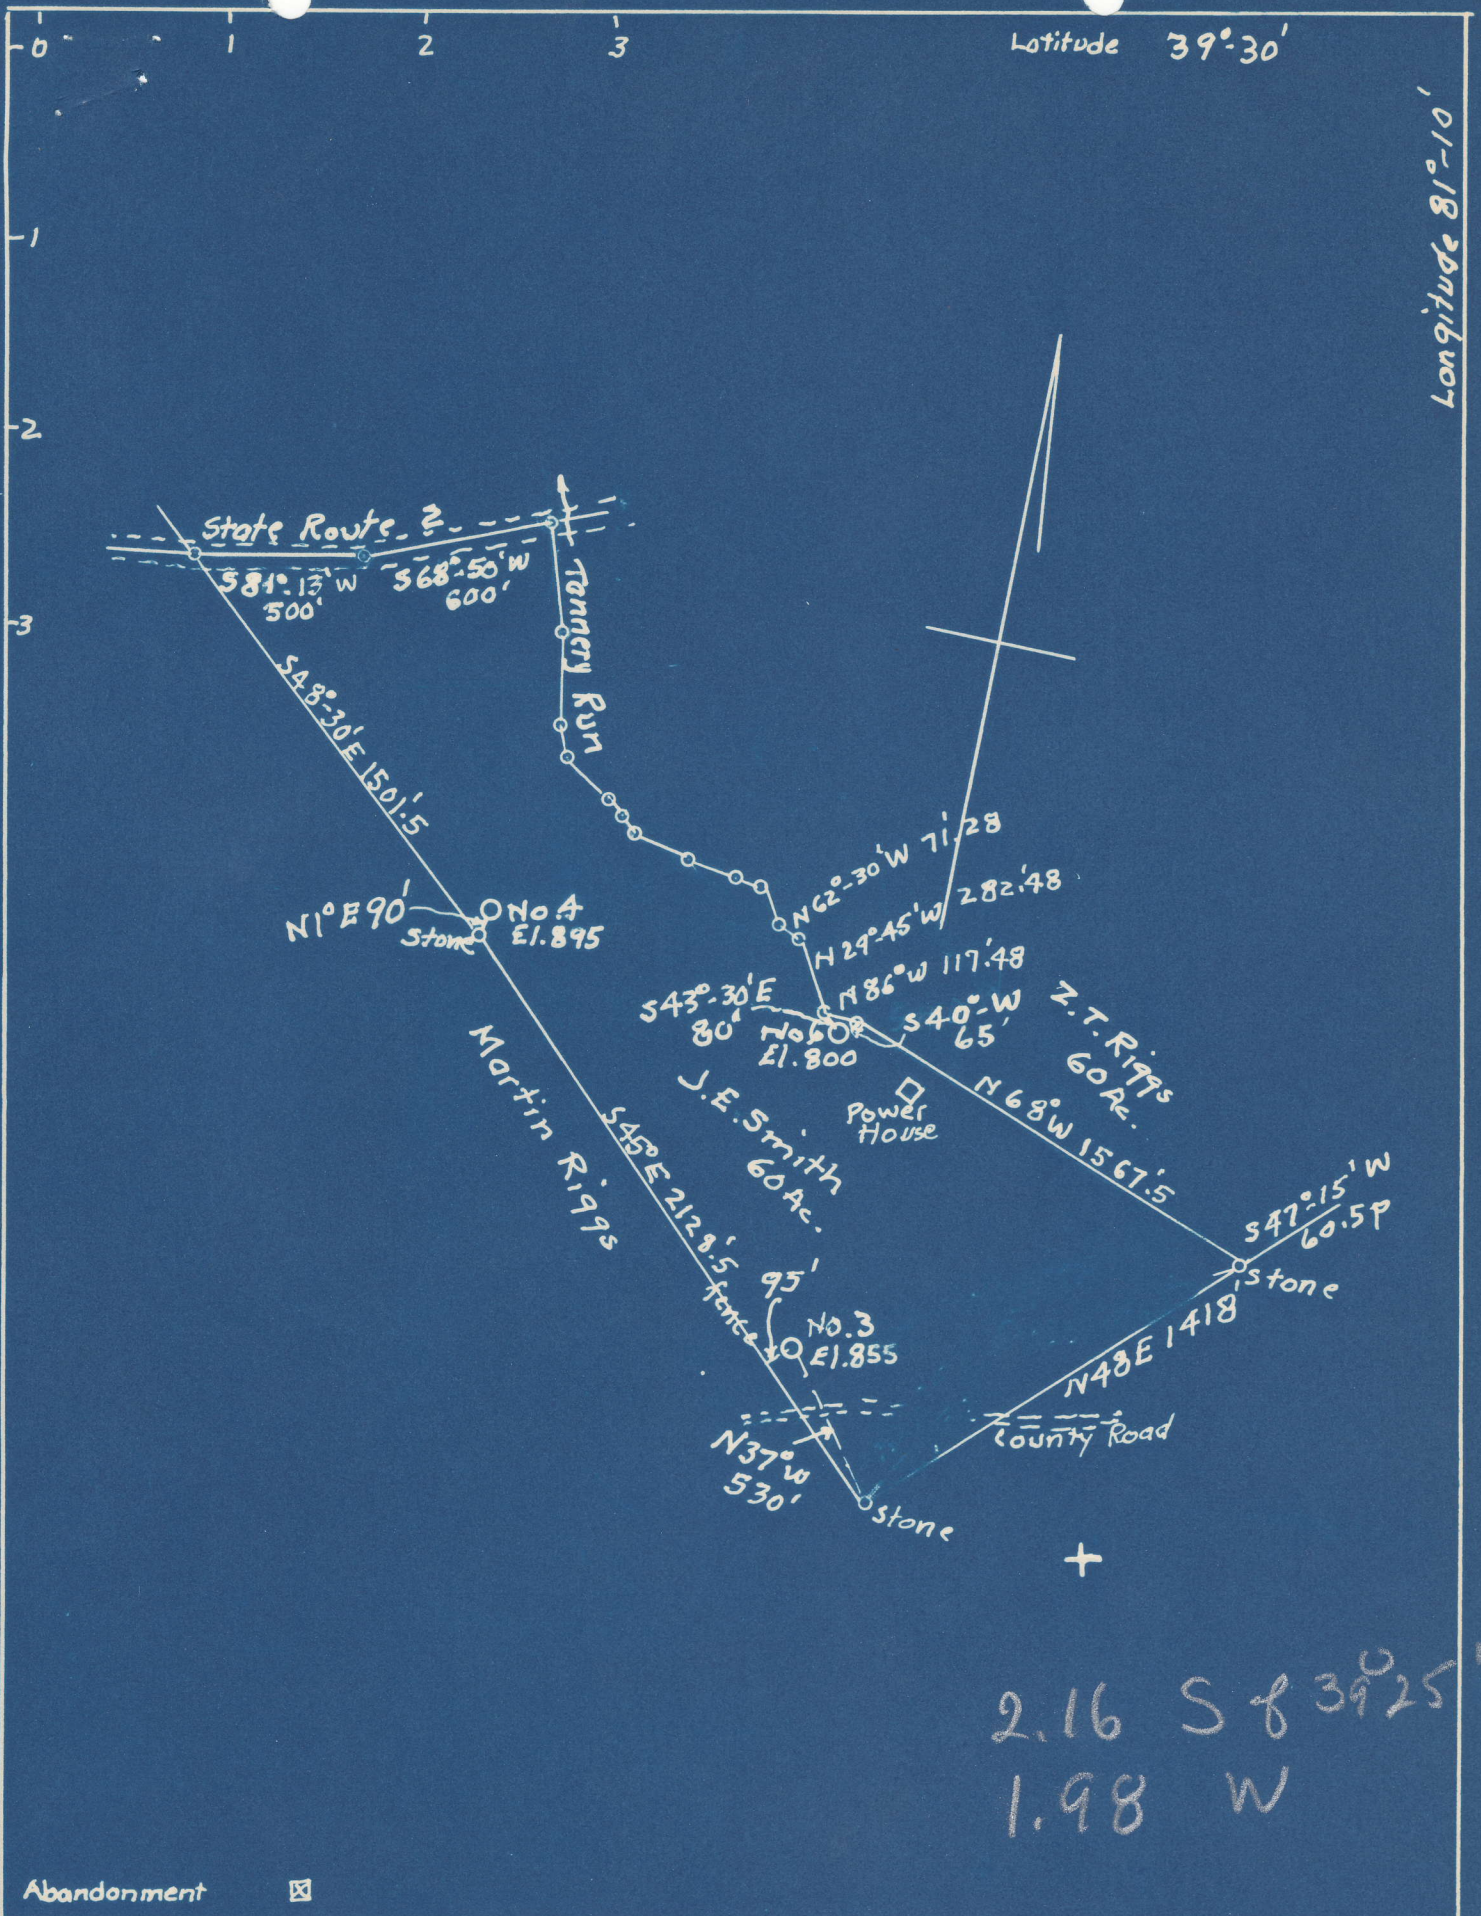 0 1 2 3
Latitude 39°-30'
Longitude 81°-10'
1
2
3
State Route 2
S81°-13'W
500'
S68°-50'W
600'
Tannery Run
S48°-30'E 1501.'5
N1°E 90'
No.4
El.895
Stone
N62°-30'W 71.'28
N29°-45'W 282.'48
N86°W 117.'48
S43°-30'E
80'
No.6
El.800
S40°-W
65'
Z.T. Riggs
60 Ac.
Power
House
N68°W 1567.'5
Martin Riggs
J.E. Smith
60 Ac.
S45°E 2128.'5
fence
95'
No.3
El.855
S47°-15'W
60.5P
Stone
N48E 1418'
County Road
N37°W
530'
Stone
2.16 S of 39°25'
1.98 W
Abandonment